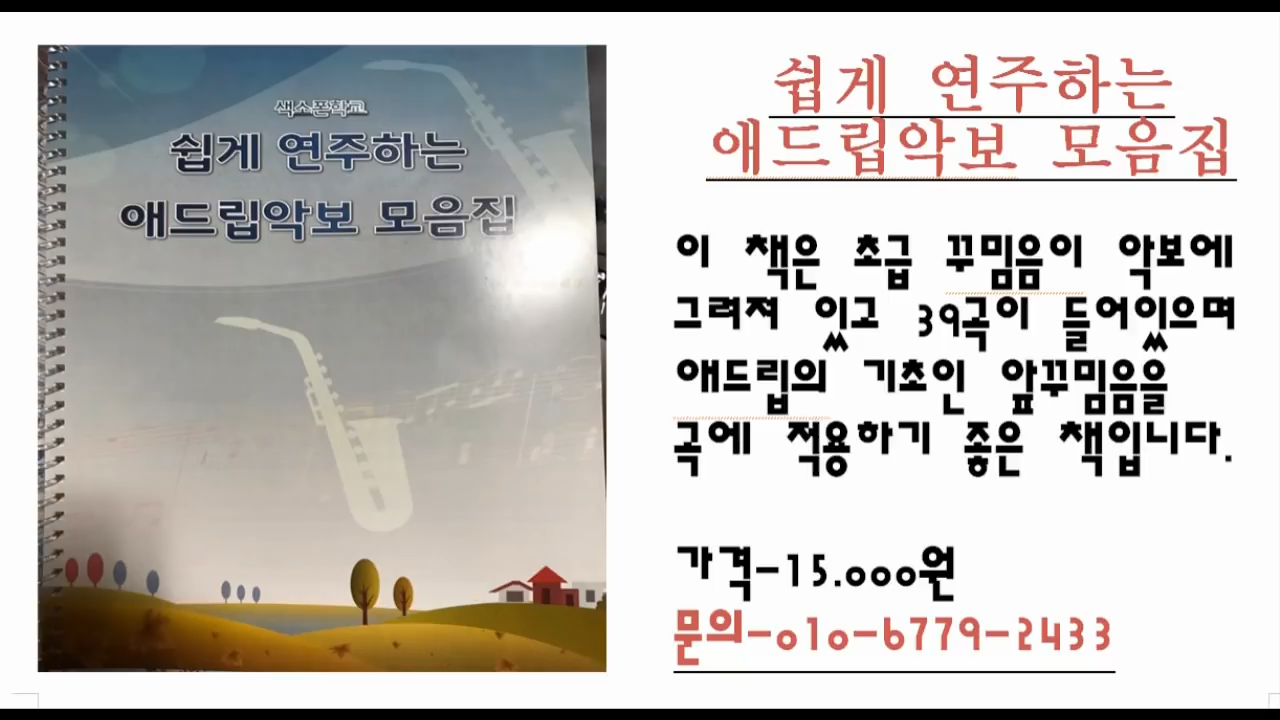 색소폰학교
쉽게 연주하는
애드립악보 모음집
쉽게 연주하는
애드립악보 모음집
이 책은 초급 꾸밈음이 악보에
그려져 있고 39곡이 들어있으며
애드립의 기초인 앞꾸밈음을
곡에 적용하기 좋은 책입니다.
가격-15.000원
문의-010-6779-2433